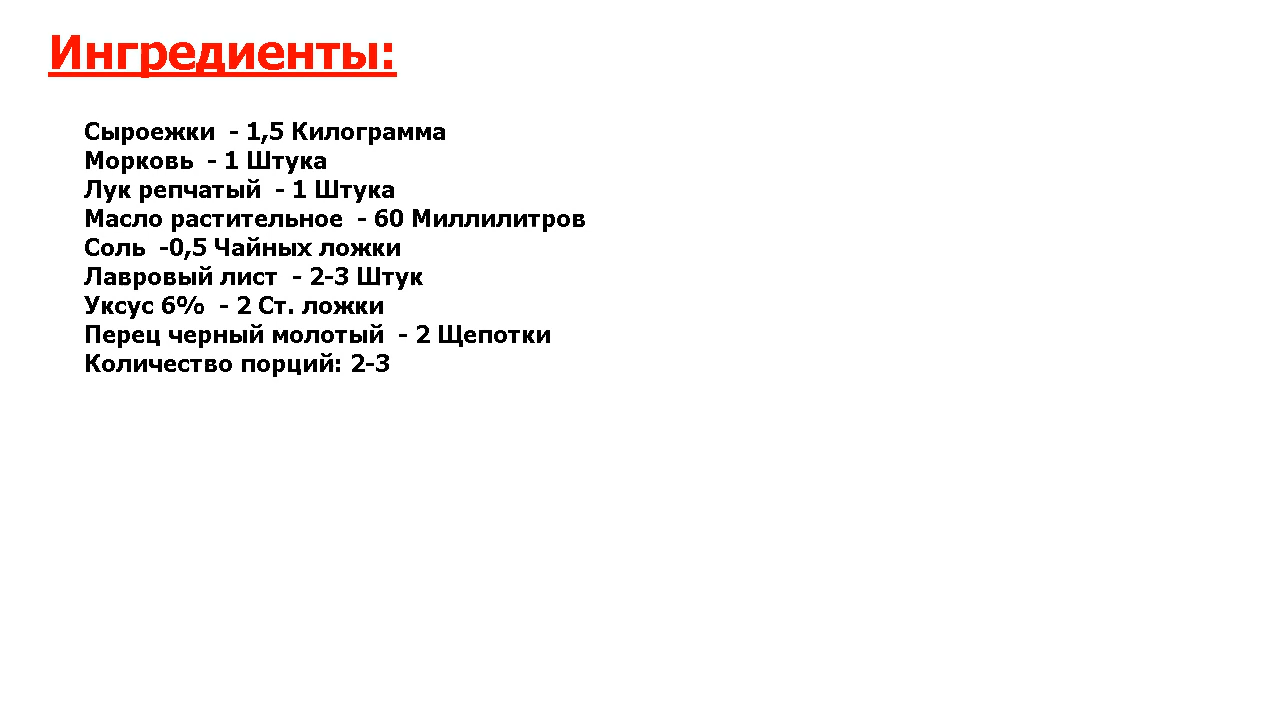 Ингредиенты:
Сыроежки  - 1,5 Килограмма
Морковь  - 1 Штука
Лук репчатый  - 1 Штука
Масло растительное  - 60 Миллилитров
Соль  -0,5 Чайных ложки
Лавровый лист  - 2-3 Штук
Уксус 6%  - 2 Ст. ложки
Перец черный молотый  - 2 Щепотки
Количество порций: 2-3